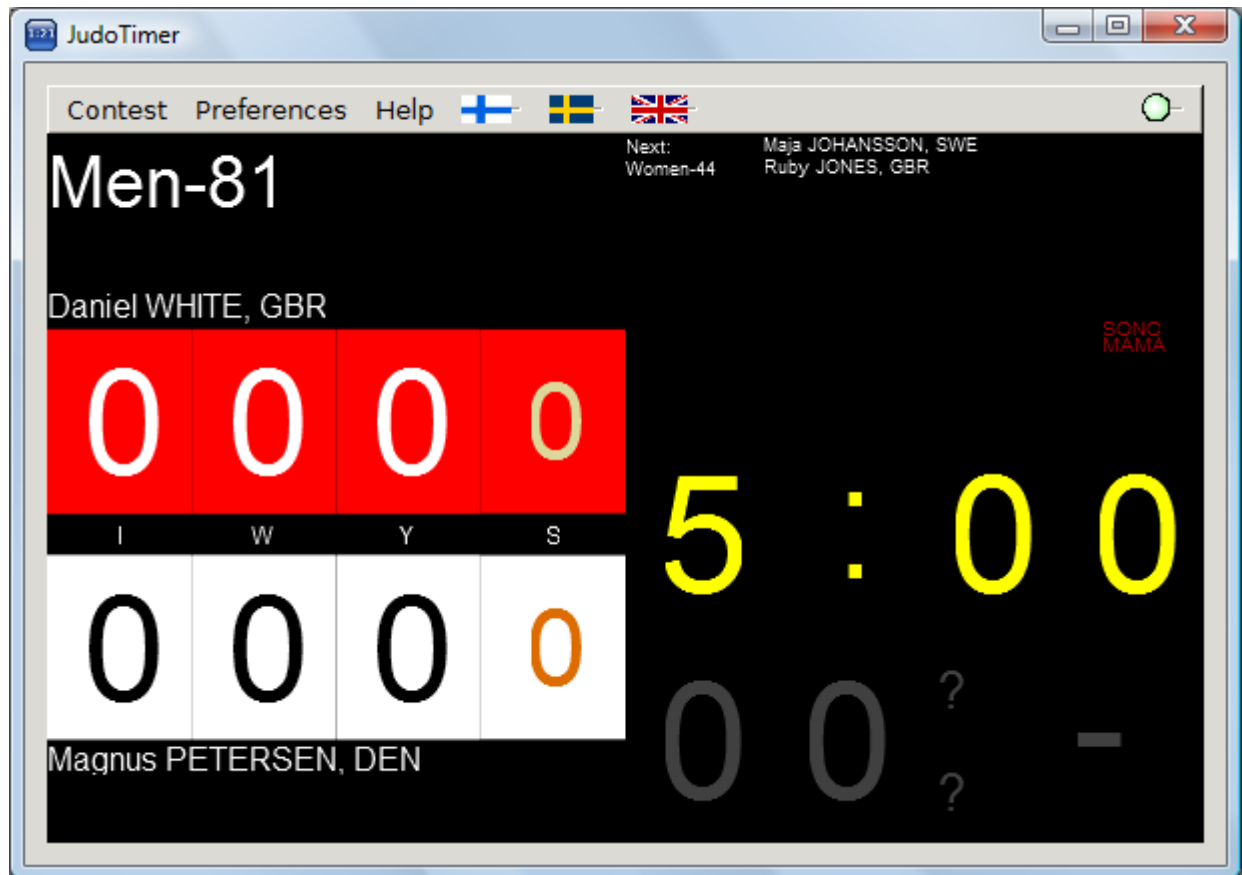 JudoTimer
Contest Preferences Help
Men-81
Next:
Women-44
Maja JOHANSSON, SWE
Ruby JONES, GBR
Daniel WHITE, GBR
SONO
MAMA
0 0 0 0
I W Y S
5 : 0 0
0 0 0 0
0 0 ? -
?
Magnus PETERSEN, DEN